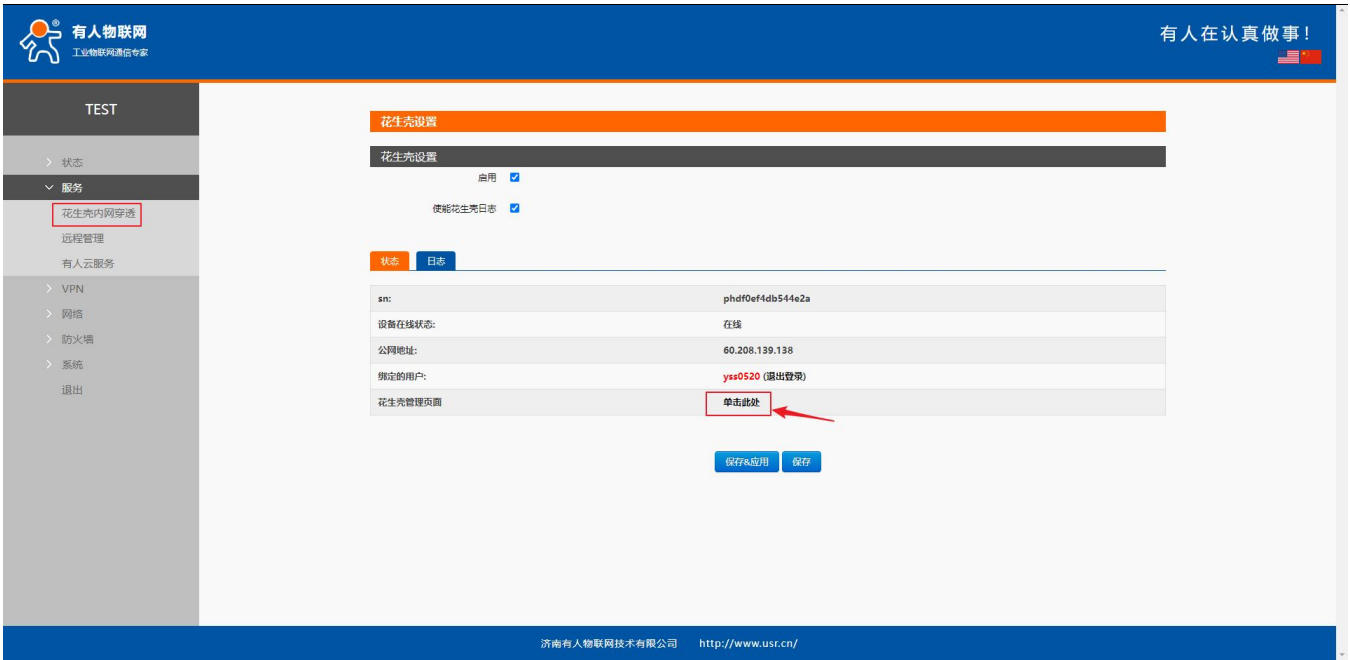 有人物联网
工业物联网通信专家
有人在认真做事!
TEST
状态
服务
花生壳内网穿透
远程管理
有人云服务
VPN
网络
防火墙
系统
退出
花生壳设置
花生壳设置
启用
使能花生壳日志
状态 日志
sn: phdf0ef4db544e2a
设备在线状态: 在线
公网地址: 60.208.139.138
绑定的用户: yss0520 (退出登录)
花生壳管理页面 单击此处
保存&应用 保存
济南有人物联网技术有限公司 http://www.usr.cn/